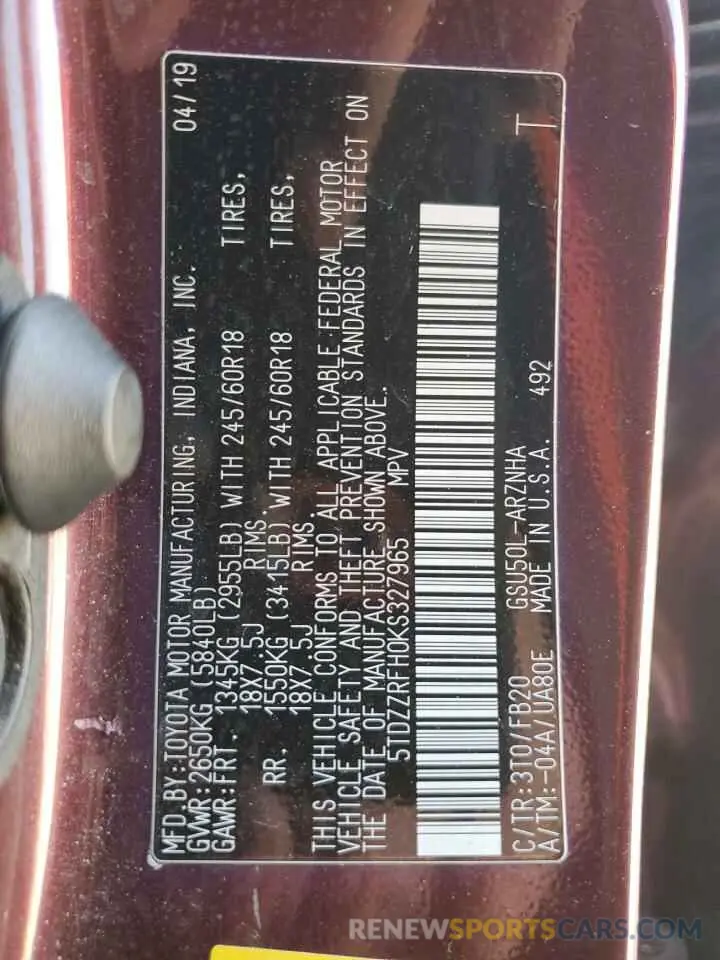 MFD.BY:TOYOTA MOTOR MANUFACTURING, INDIANA, INC. 04/19
GVWR:2650KG (5840LB)
GAWR:FRT. 1345KG (2955LB) WITH 245/60R18 TIRES,
18X7.5J RIMS
RR. 1550KG (3415LB) WITH 245/60R18 TIRES,
18X7.5J RIMS
THIS VEHICLE CONFORMS TO ALL APPLICABLE FEDERAL MOTOR
VEHICLE SAFETY AND THEFT PREVENTION STANDARDS IN EFFECT ON
THE DATE OF MANUFACTURE SHOWN ABOVE.
5TDZZRFH0KS327965 MPV
T
C/TR:3T0/FB20 GSU50L-ARZNHA
A/TM:-04A/UA80E MADE IN U.S.A. 492
RENEWSPORTSCARS.COM